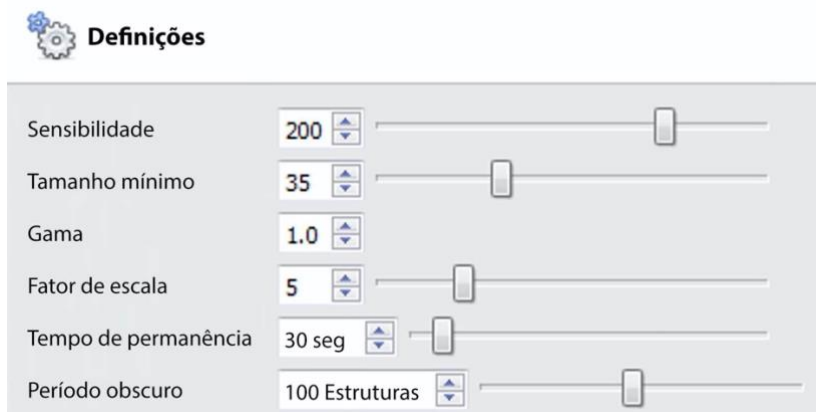 Definições
Sensibilidade 200
Tamanho mínimo 35
Gama 1.0
Fator de escala 5
Tempo de permanência 30 seg
Período obscuro 100 Estruturas